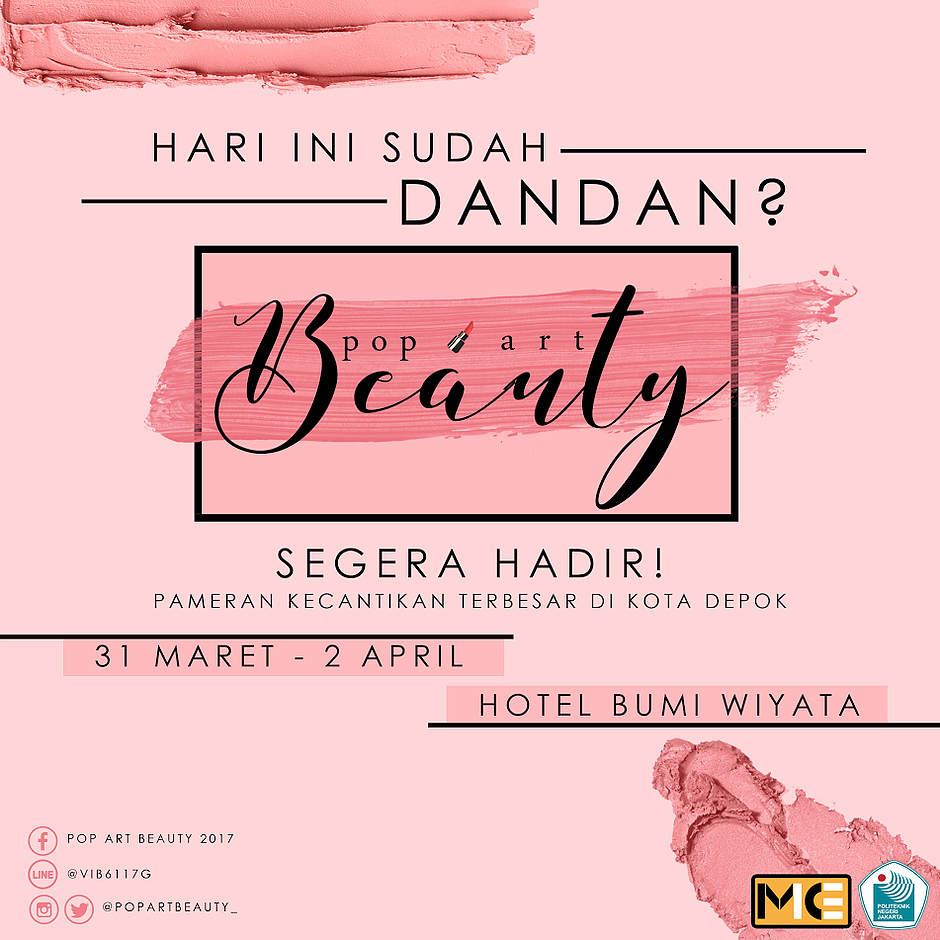 HARI INI SUDAH
DANDAN?
pop art
Beauty
SEGERA HADIR!
PAMERAN KECANTIKAN TERBESAR DI KOTA DEPOK
31 MARET - 2 APRIL
HOTEL BUMI WIYATA
POP ART BEAUTY 2017
LINE @VIB6117G
@POPARTBEAUTY_
MCE
POLITEKNIK
NEGERI
JAKARTA